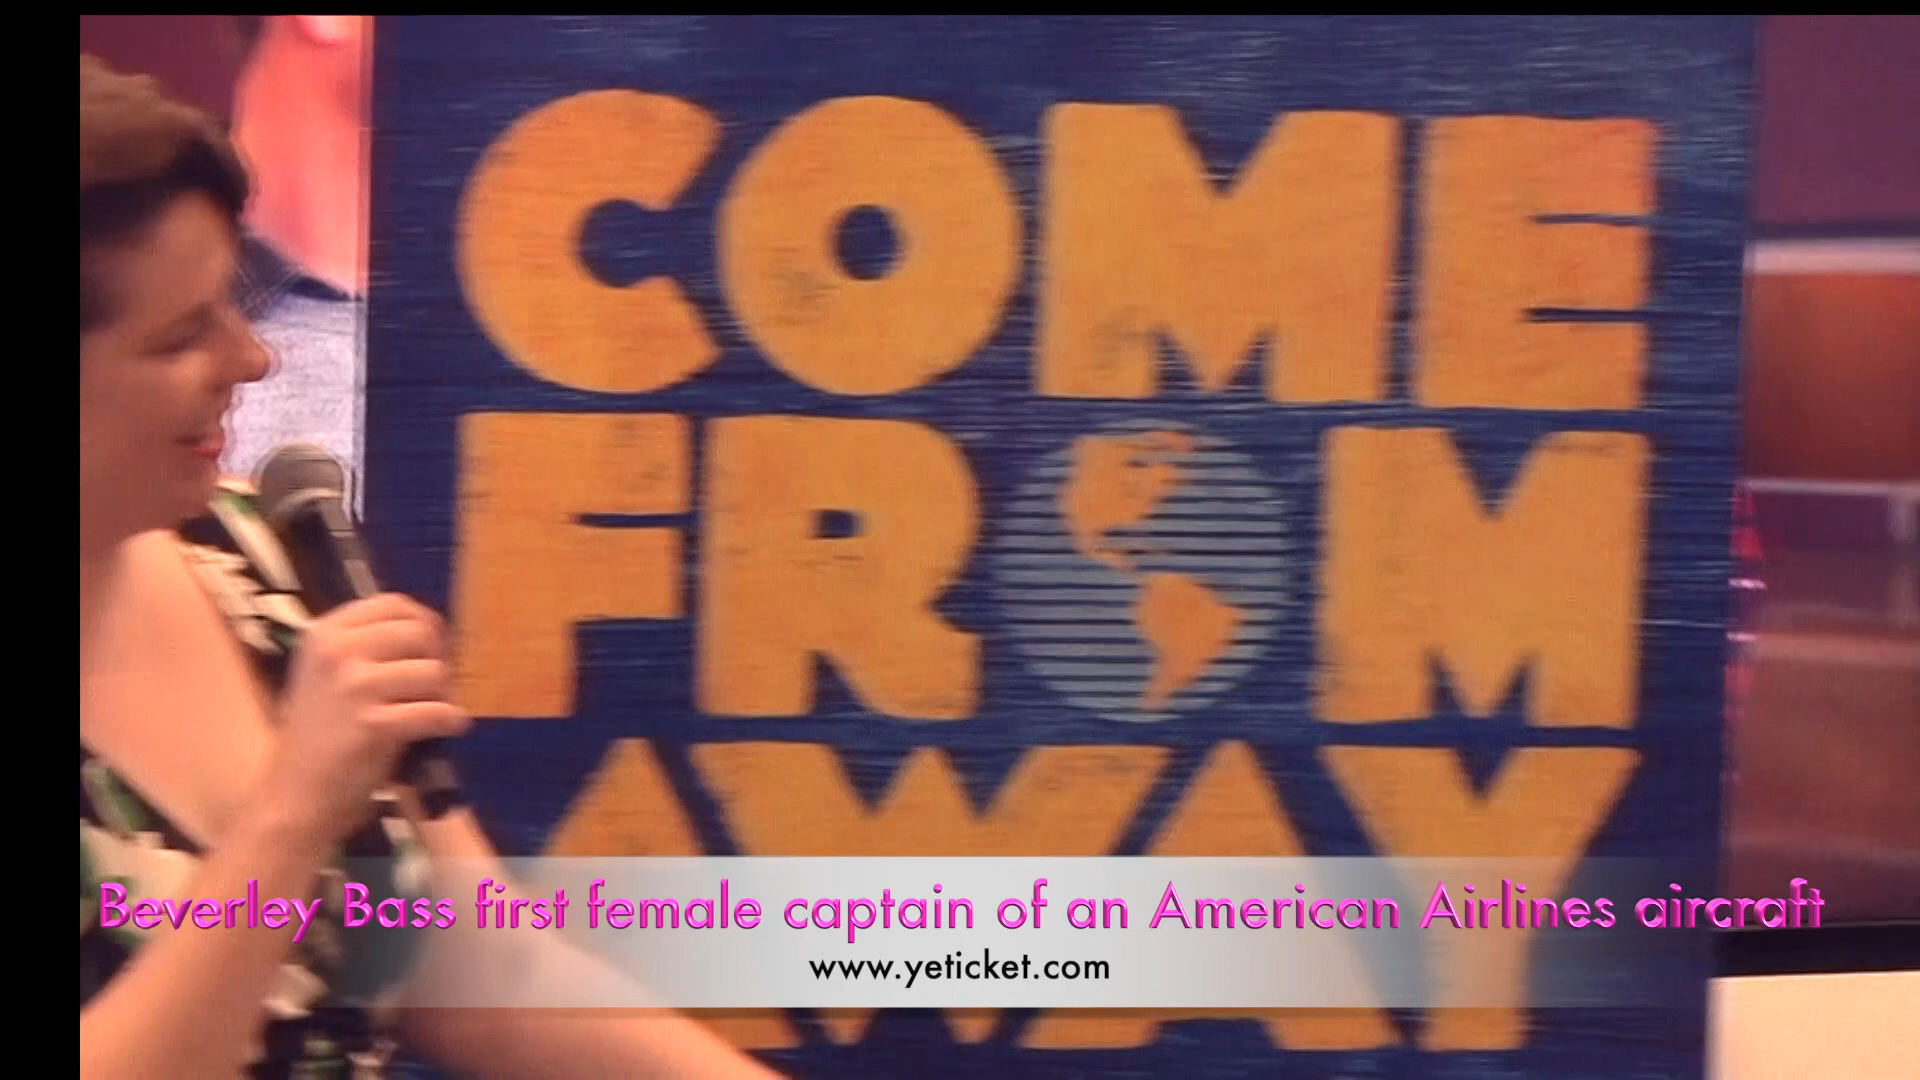 COME
FROM
AWAY
Beverley Bass first female captain of an American Airlines aircraft
www.yeticket.com